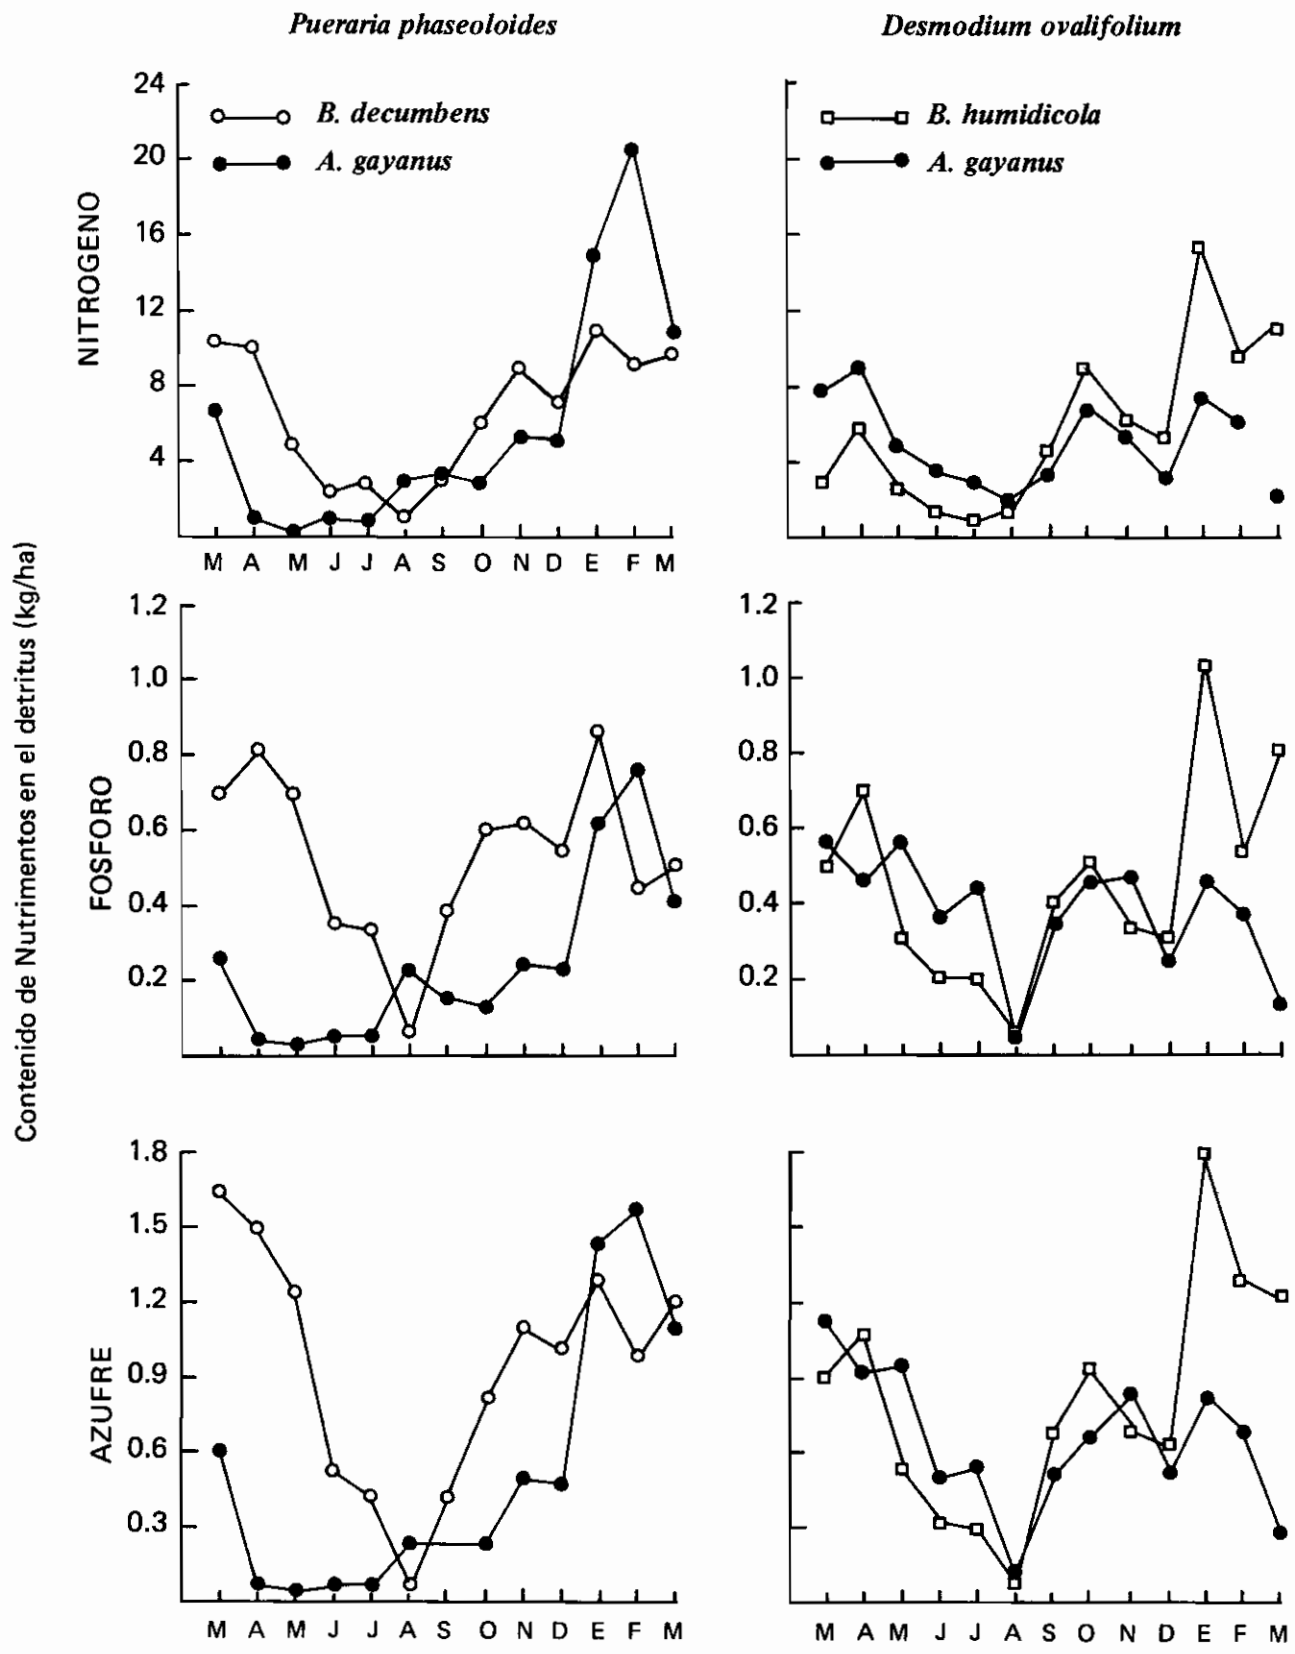 Pueraria phaseoloides
Desmodium ovalifolium
Contenido de Nutrimentos en el detritus (kg/ha)
NITROGENO
24
20
16
12
8
4
B. decumbens
A. gayanus
M A M J J A S O N D E F M
B. humidicola
A. gayanus
FOSFORO
1.2
1.0
0.8
0.6
0.4
0.2
1.2
1.0
0.8
0.6
0.4
0.2
AZUFRE
1.8
1.5
1.2
0.9
0.6
0.3
M A M J J A S O N D E F M
M A M J J A S O N D E F M